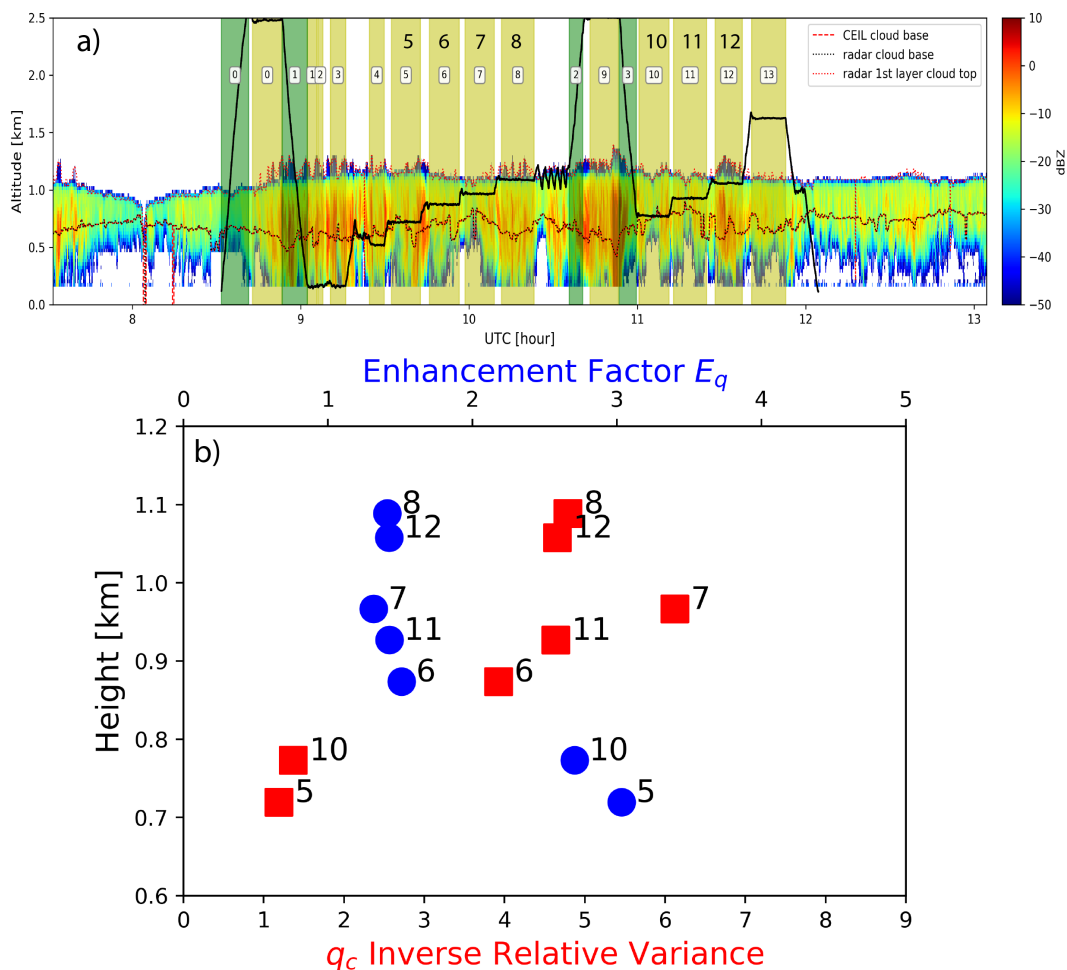 a)
2.5
2.0
1.5
1.0
0.5
0.0
Altitude [km]
5 6 7 8 10 11 12
0 0 1 1 2 3 4 5 6 7 8 2 9 3 10 11 12 13
CEIL cloud base
radar cloud base
radar 1st layer cloud top
8 9 10 11 12 13
UTC [hour]
10
0
−10
−20
−30
−40
−50
dBZ
Enhancement Factor Eq
0 1 2 3 4 5
b)
1.2
1.1
1.0
0.9
0.8
0.7
0.6
Height [km]
8 8
12 12
7 7
11 11
6 6
10 10
5 5
0 1 2 3 4 5 6 7 8 9
qc Inverse Relative Variance